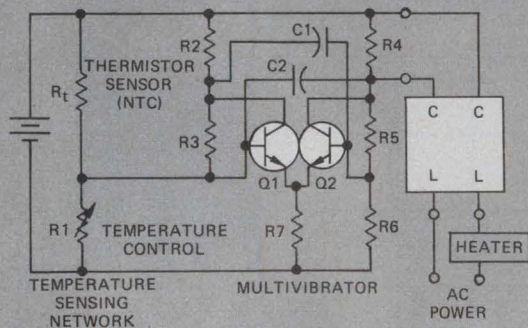 R2
C1
R4
THERMISTOR
SENSOR
(NTC)
C2
Rt
C C
R3
R5
L L
Q1 Q2
R1
TEMPERATURE
CONTROL
R7
R6
HEATER
TEMPERATURE
SENSING
NETWORK
MULTIVIBRATOR
AC
POWER